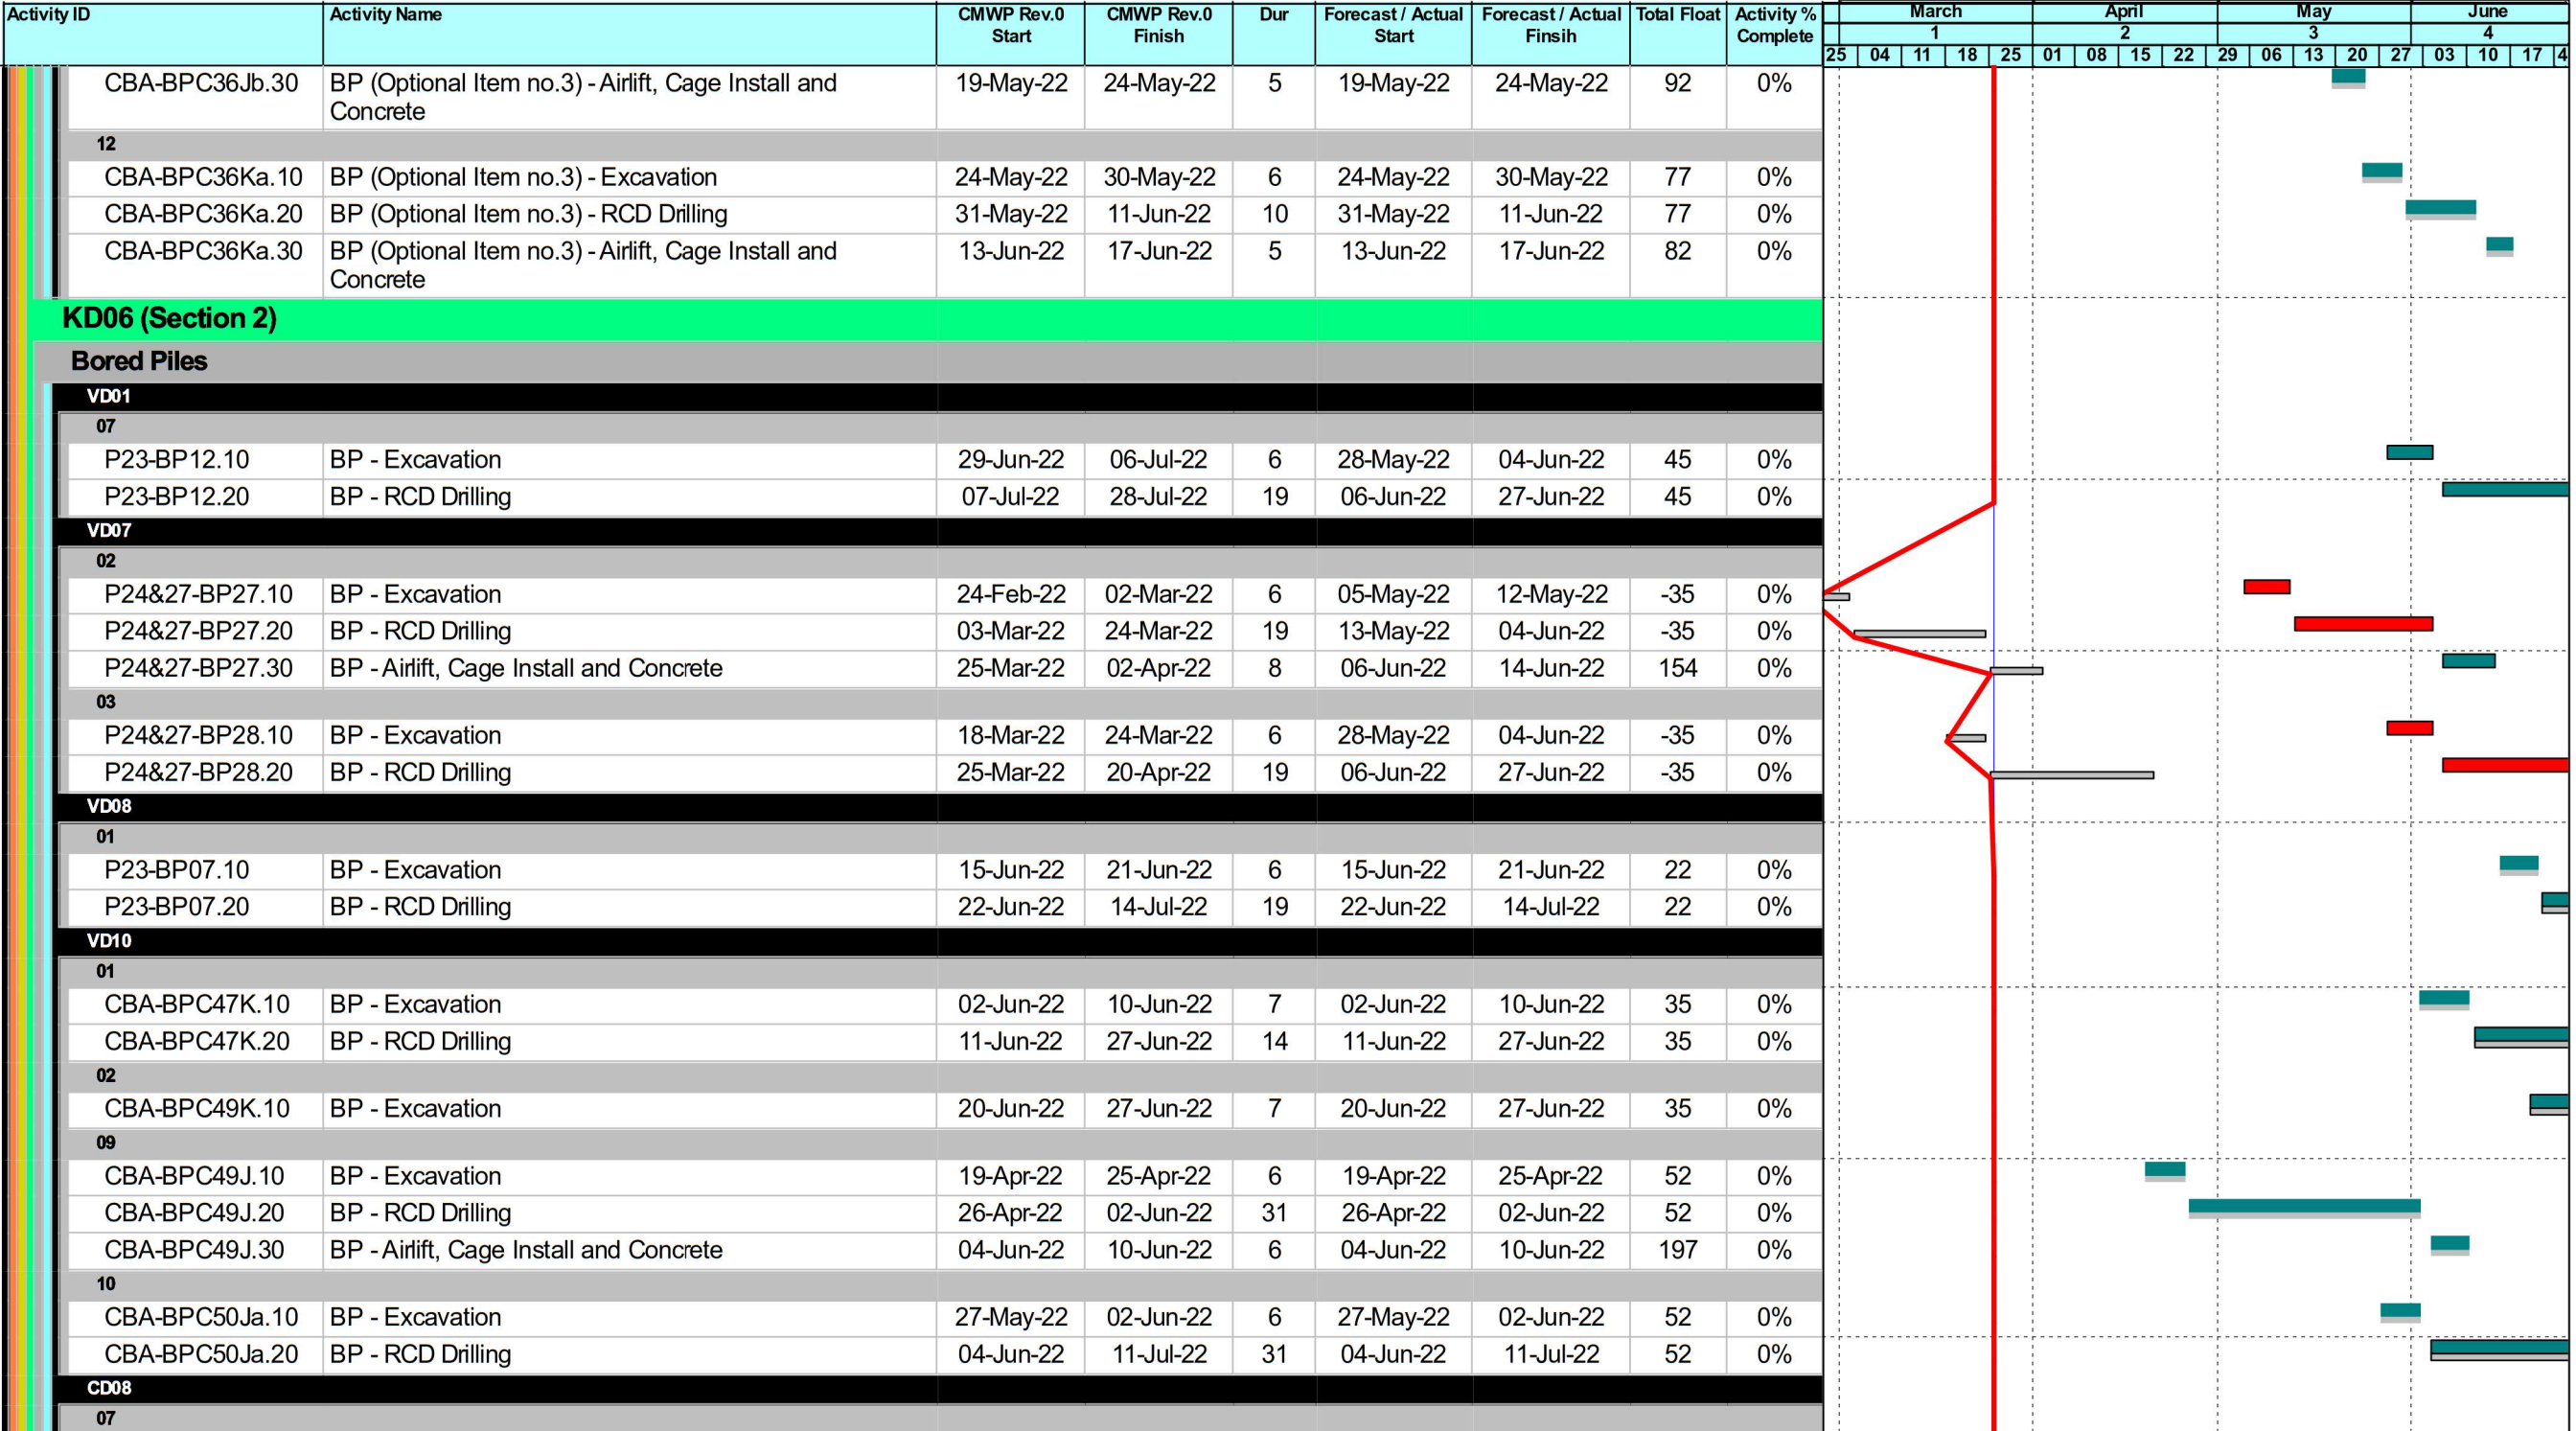 Activity ID Activity Name CMWP Rev.0 Start CMWP Rev.0 Finish Dur Forecast / Actual Start Forecast / Actual Finsih Total Float Activity % Complete
March April May June
1 2 3 4
25 04 11 18 25 01 08 15 22 29 06 13 20 27 03 10 17 4
CBA-BPC36Jb.30 BP (Optional Item no.3) - Airlift, Cage Install and 19-May-22 24-May-22 5 19-May-22 24-May-22 92 0%
Concrete
12
CBA-BPC36Ka.10 BP (Optional Item no.3) - Excavation 24-May-22 30-May-22 6 24-May-22 30-May-22 77 0%
CBA-BPC36Ka.20 BP (Optional Item no.3) - RCD Drilling 31-May-22 11-Jun-22 10 31-May-22 11-Jun-22 77 0%
CBA-BPC36Ka.30 BP (Optional Item no.3) - Airlift, Cage Install and 13-Jun-22 17-Jun-22 5 13-Jun-22 17-Jun-22 82 0%
Concrete
KD06 (Section 2)
Bored Piles
VD01
07
P23-BP12.10 BP - Excavation 29-Jun-22 06-Jul-22 6 28-May-22 04-Jun-22 45 0%
P23-BP12.20 BP - RCD Drilling 07-Jul-22 28-Jul-22 19 06-Jun-22 27-Jun-22 45 0%
VD07
02
P24&27-BP27.10 BP - Excavation 24-Feb-22 02-Mar-22 6 05-May-22 12-May-22 -35 0%
P24&27-BP27.20 BP - RCD Drilling 03-Mar-22 24-Mar-22 19 13-May-22 04-Jun-22 -35 0%
P24&27-BP27.30 BP - Airlift, Cage Install and Concrete 25-Mar-22 02-Apr-22 8 06-Jun-22 14-Jun-22 154 0%
03
P24&27-BP28.10 BP - Excavation 18-Mar-22 24-Mar-22 6 28-May-22 04-Jun-22 -35 0%
P24&27-BP28.20 BP - RCD Drilling 25-Mar-22 20-Apr-22 19 06-Jun-22 27-Jun-22 -35 0%
VD08
01
P23-BP07.10 BP - Excavation 15-Jun-22 21-Jun-22 6 15-Jun-22 21-Jun-22 22 0%
P23-BP07.20 BP - RCD Drilling 22-Jun-22 14-Jul-22 19 22-Jun-22 14-Jul-22 22 0%
VD10
01
CBA-BPC47K.10 BP - Excavation 02-Jun-22 10-Jun-22 7 02-Jun-22 10-Jun-22 35 0%
CBA-BPC47K.20 BP - RCD Drilling 11-Jun-22 27-Jun-22 14 11-Jun-22 27-Jun-22 35 0%
02
CBA-BPC49K.10 BP - Excavation 20-Jun-22 27-Jun-22 7 20-Jun-22 27-Jun-22 35 0%
09
CBA-BPC49J.10 BP - Excavation 19-Apr-22 25-Apr-22 6 19-Apr-22 25-Apr-22 52 0%
CBA-BPC49J.20 BP - RCD Drilling 26-Apr-22 02-Jun-22 31 26-Apr-22 02-Jun-22 52 0%
CBA-BPC49J.30 BP - Airlift, Cage Install and Concrete 04-Jun-22 10-Jun-22 6 04-Jun-22 10-Jun-22 197 0%
10
CBA-BPC50Ja.10 BP - Excavation 27-May-22 02-Jun-22 6 27-May-22 02-Jun-22 52 0%
CBA-BPC50Ja.20 BP - RCD Drilling 04-Jun-22 11-Jul-22 31 04-Jun-22 11-Jul-22 52 0%
CD08
07